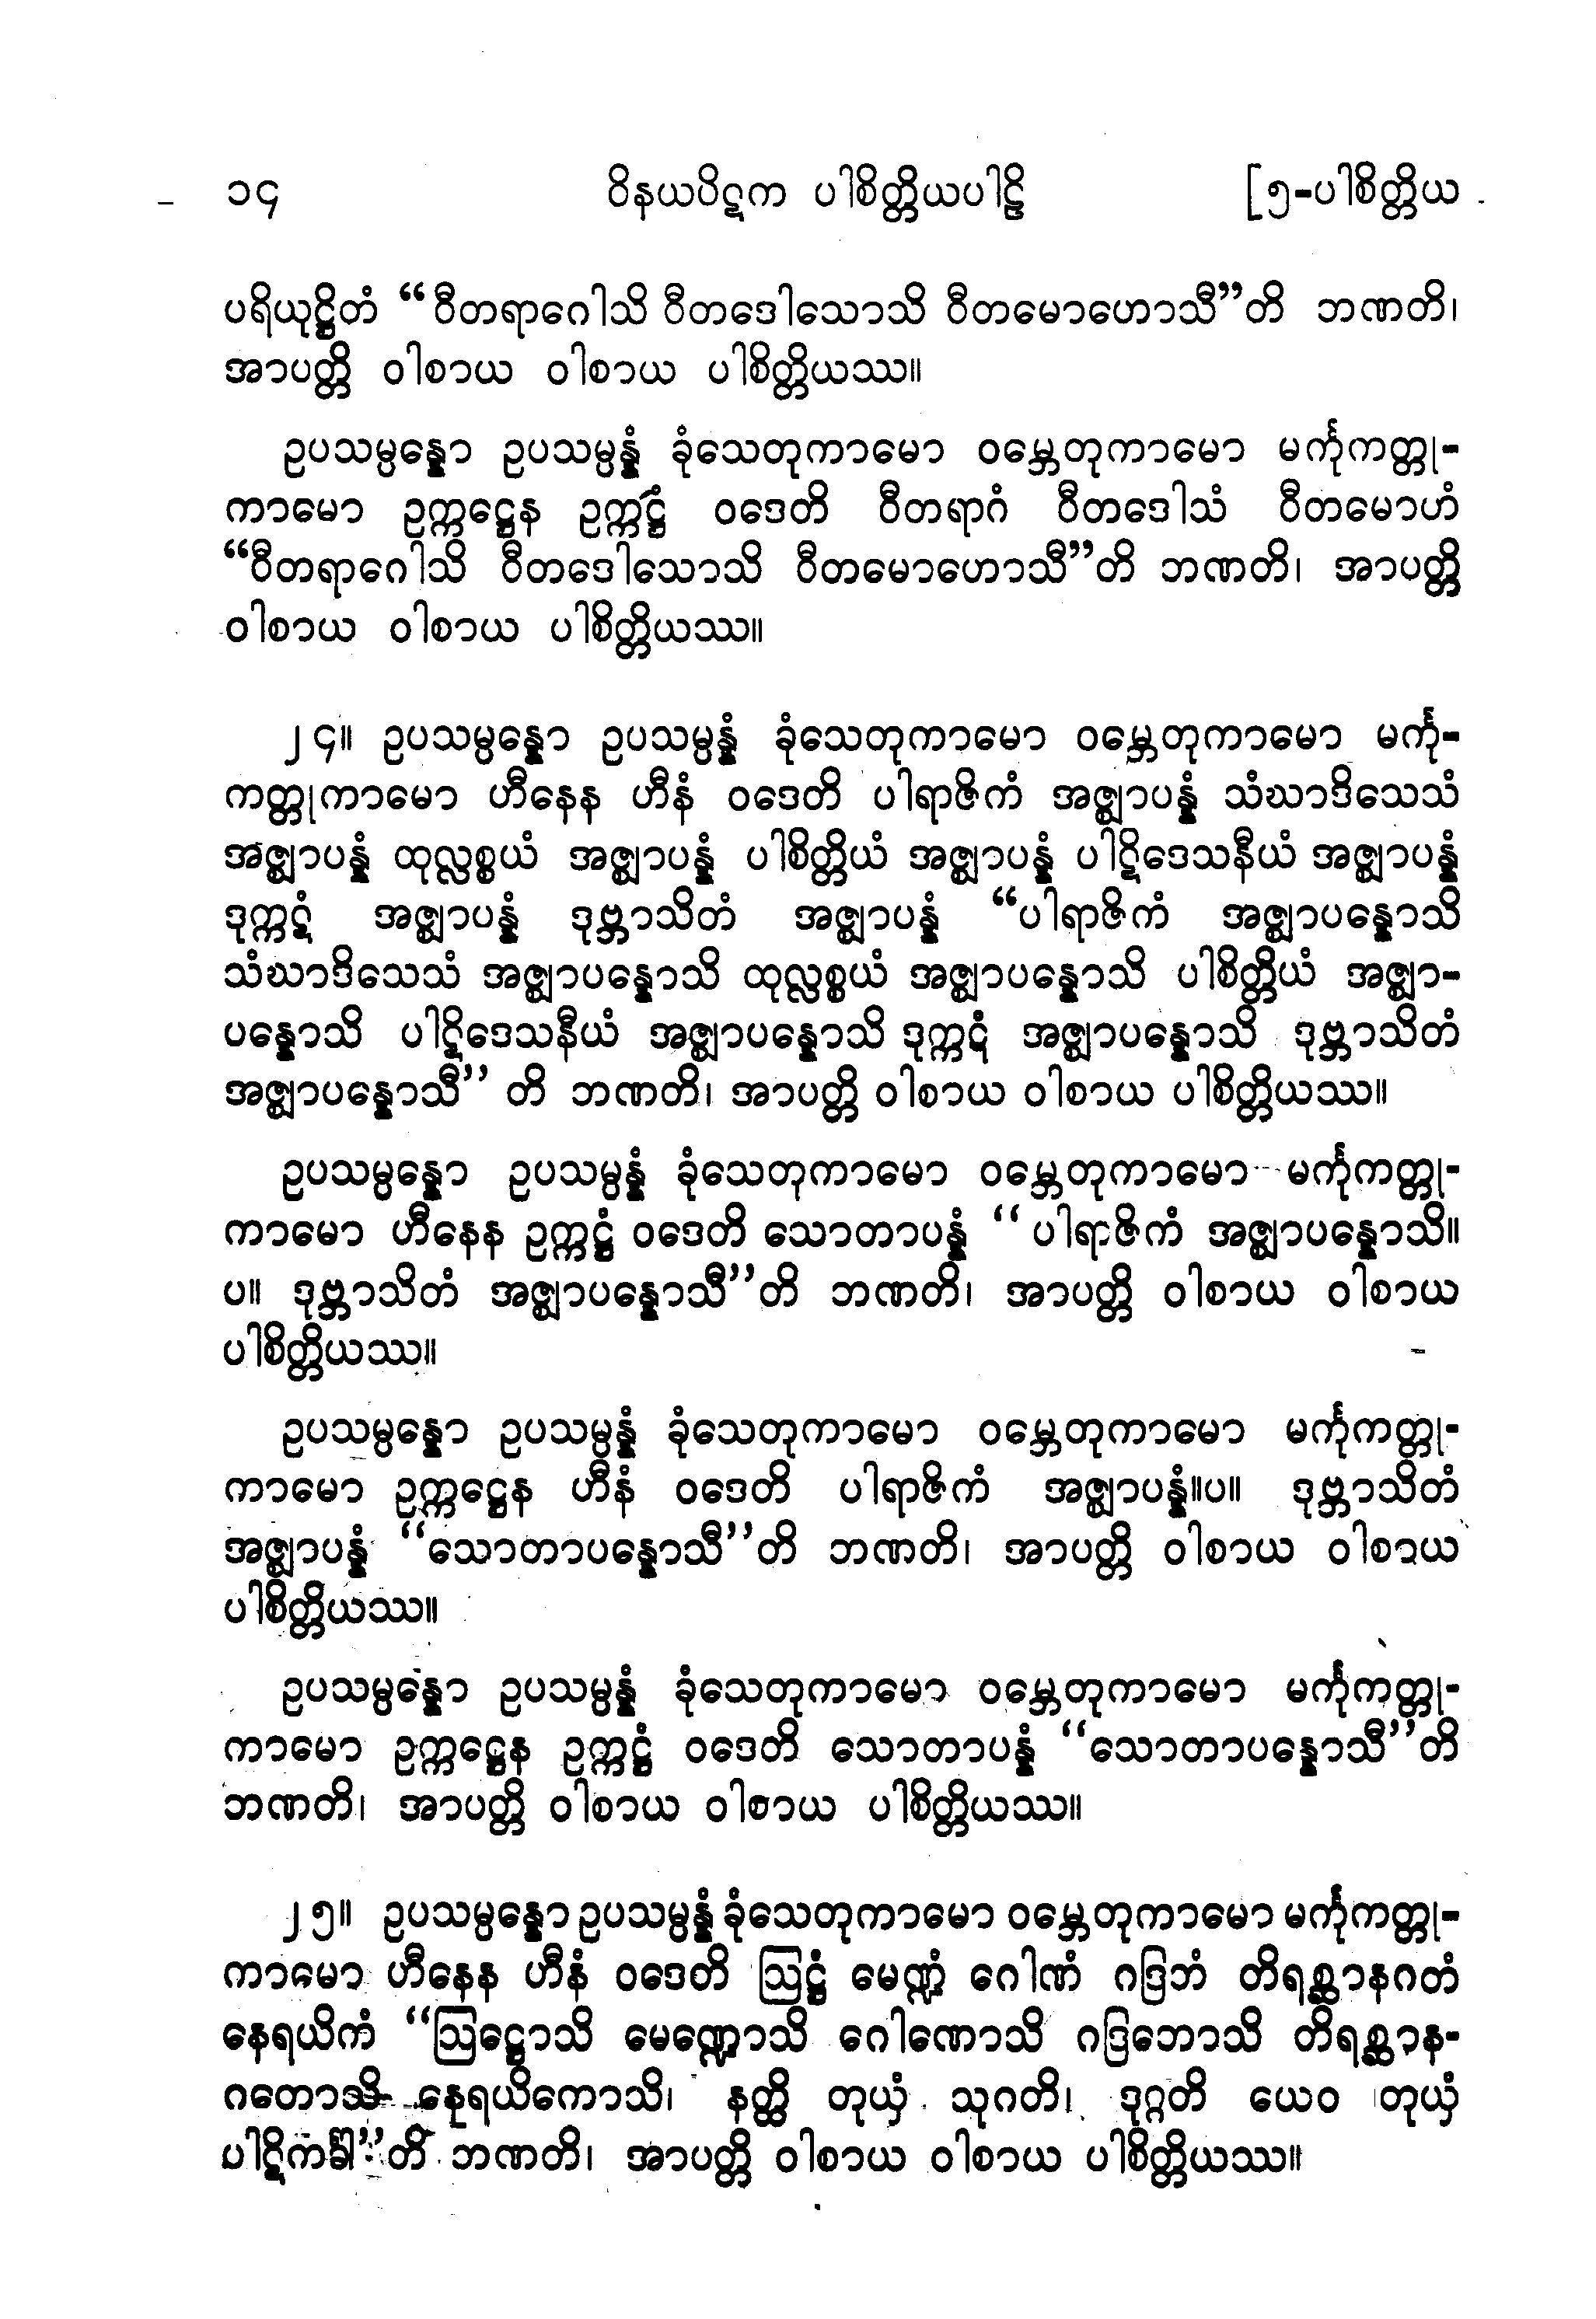 ၁၄ ဝိနယပိဋက ပါစိတ္တိယပါဠိ [၅-ပါစိတ္တိယ
ပရိယုဋ္ဌိတံ “ဝီတရာဂေါသိ ဝီတဒေါသောသိ ဝီတမောဟောသီ”တိ ဘဏတိ၊
အာပတ္တိ ဝါစာယ ဝါစာယ ပါစိတ္တိယဿ။
ဥပသမ္ပန္နော ဥပသမ္ပန္နံ ခုံသေတုကာမော ဝမ္ဘေတုကာမော မင်္ကုကတ္တု-
ကာမော ဥက္ကဋ္ဌေန ဥက္ကဋ္ဌံ ဝဒေတိ ဝီတရာဂံ ဝီတဒေါသံ ဝီတမောဟံ
“ဝီတရာဂေါသိ ဝီတဒေါသောသိ ဝီတမောဟောသီ”တိ ဘဏတိ၊ အာပတ္တိ
ဝါစာယ ဝါစာယ ပါစိတ္တိယဿ။
၂၄။ ဥပသမ္ပန္နော ဥပသမ္ပန္နံ ခုံသေတုကာမော ဝမ္ဘေတုကာမော မင်္ကု-
ကတ္တုကာမော ဟီနေန ဟီနံ ဝဒေတိ ပါရာဇိကံ အဇ္ဈာပန္နံ သံဃာဒိသေသံ
အဇ္ဈာပန္နံ ထုလ္လစ္စယံ အဇ္ဈာပန္နံ ပါစိတ္တိယံ အဇ္ဈာပန္နံ ပါဋိဒေသနီယံ အဇ္ဈာပန္နံ
ဒုက္ကဋံ အဇ္ဈာပန္နံ ဒုဗ္ဘာသိတံ အဇ္ဈာပန္နံ “ပါရာဇိကံ အဇ္ဈာပန္နောသိ
သံဃာဒိသေသံ အဇ္ဈာပန္နောသိ ထုလ္လစ္စယံ အဇ္ဈာပန္နောသိ ပါစိတ္တိယံ အဇ္ဈာ-
ပန္နောသိ ပါဋိဒေသနီယံ အဇ္ဈာပန္နောသိ ဒုက္ကဋံ အဇ္ဈာပန္နောသိ ဒုဗ္ဘာသိတံ
အဇ္ဈာပန္နောသီ” တိ ဘဏတိ၊ အာပတ္တိ ဝါစာယ ဝါစာယ ပါစိတ္တိယဿ။
ဥပသမ္ပန္နော ဥပသမ္ပန္နံ ခုံသေတုကာမော ဝမ္ဘေတုကာမော မင်္ကုကတ္တု-
ကာမော ဟီနေန ဥက္ကဋ္ဌံ ဝဒေတိ သောတာပန္နံ “ပါရာဇိကံ အဇ္ဈာပန္နောသိ။
ပ။ ဒုဗ္ဘာသိတံ အဇ္ဈာပန္နောသီ”တိ ဘဏတိ၊ အာပတ္တိ ဝါစာယ ဝါစာယ
ပါစိတ္တိယဿ။
ဥပသမ္ပန္နော ဥပသမ္ပန္နံ ခုံသေတုကာမော ဝမ္ဘေတုကာမော မင်္ကုကတ္တု-
ကာမော ဥက္ကဋ္ဌေန ဟီနံ ဝဒေတိ ပါရာဇိကံ အဇ္ဈာပန္နံ။ပ။ ဒုဗ္ဘာသိတံ
အဇ္ဈာပန္နံ “သောတာပန္နောသီ”တိ ဘဏတိ၊ အာပတ္တိ ဝါစာယ ဝါစာယ
ပါစိတ္တိယဿ။
ဥပသမ္ပန္နော ဥပသမ္ပန္နံ ခုံသေတုကာမော ဝမ္ဘေတုကာမော မင်္ကုကတ္တု-
ကာမော ဥက္ကဋ္ဌေန ဥက္ကဋ္ဌံ ဝဒေတိ သောတာပန္နံ “သောတာပန္နောသီ”တိ
ဘဏတိ၊ အာပတ္တိ ဝါစာယ ဝါစာယ ပါစိတ္တိယဿ။
၂၅။ ဥပသမ္ပန္နော ဥပသမ္ပန္နံ ခုံသေတုကာမော ဝမ္ဘေတုကာမော မင်္ကုကတ္တု-
ကာမော ဟီနေန ဟီနံ ဝဒေတိ ဩဋ္ဌံ မေဏ္ဍံ ဂေါဏံ ဂဒြဘံ တိရစ္ဆာနဂတံ
နေရယိကံ “ဩဋ္ဌောသိ မေဏ္ဍောသိ ဂေါဏောသိ ဂဒြဘောသိ တိရစ္ဆာန-
ဂတောသိ နေရယိကောသိ၊ နတ္ထိ တုယှံ သုဂတိ၊ ဒုဂ္ဂတိ ယေဝ တုယှံ
ပါဋိကင်္ခါ”တိ ဘဏတိ၊ အာပတ္တိ ဝါစာယ ဝါစာယ ပါစိတ္တိယဿ။